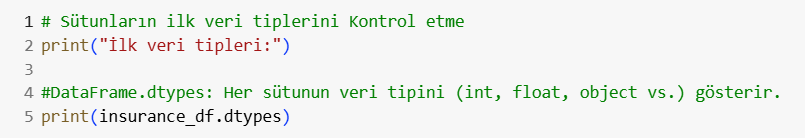 1 # Sütunların ilk veri tiplerini Kontrol etme
2 print("İlk veri tipleri:")
3
4 #DataFrame.dtypes: Her sütunun veri tipini (int, float, object vs.) gösterir.
5 print(insurance_df.dtypes)